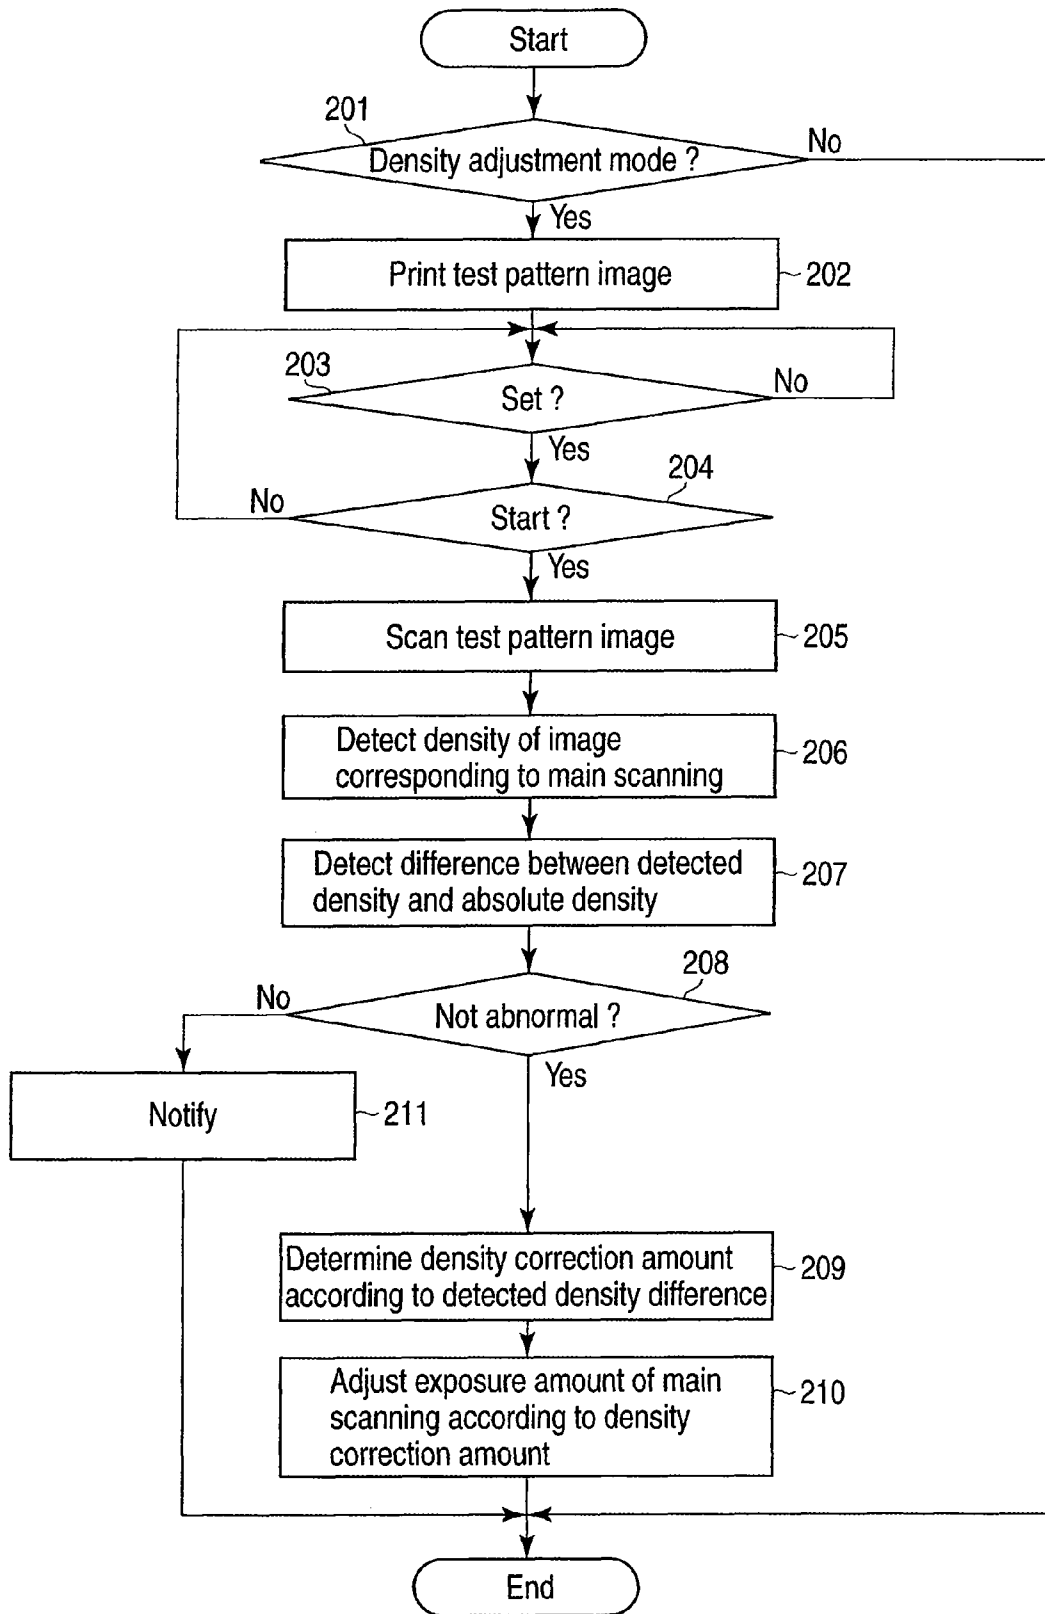 Start
201
Density adjustment mode ?
No
Yes
Print test pattern image
202
203
Set ?
No
Yes
204
No
Start ?
Yes
Scan test pattern image
205
Detect density of image
corresponding to main scanning
206
Detect difference between detected
density and absolute density
207
208
No
Not abnormal ?
Yes
Notify
211
Determine density correction amount
according to detected density difference
209
Adjust exposure amount of main
scanning according to density
correction amount
210
End